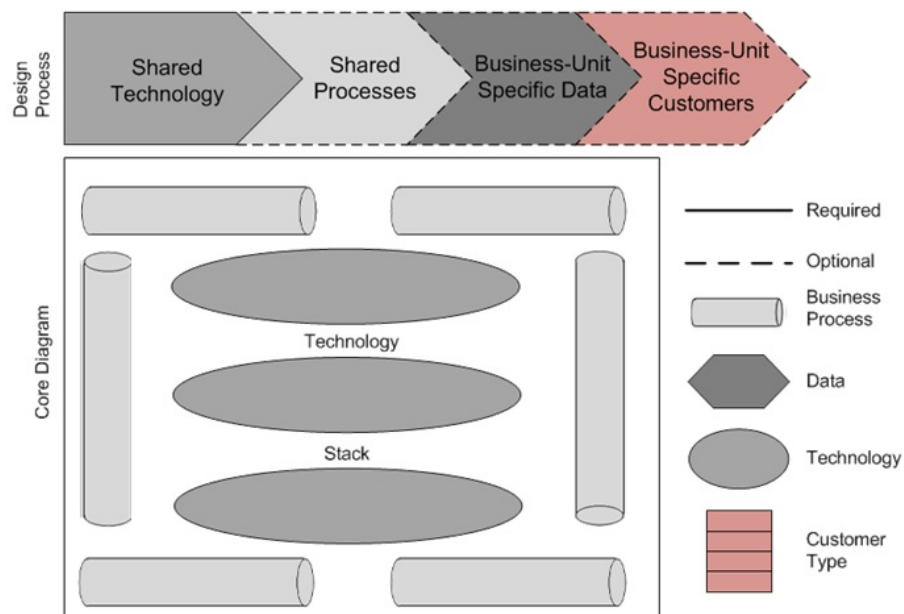 Design
Process
Shared
Technology
Shared
Processes
Business-Unit
Specific Data
Business-Unit
Specific
Customers
Core Diagram
Technology
Stack
Required
Optional
Business
Process
Data
Technology
Customer
Type